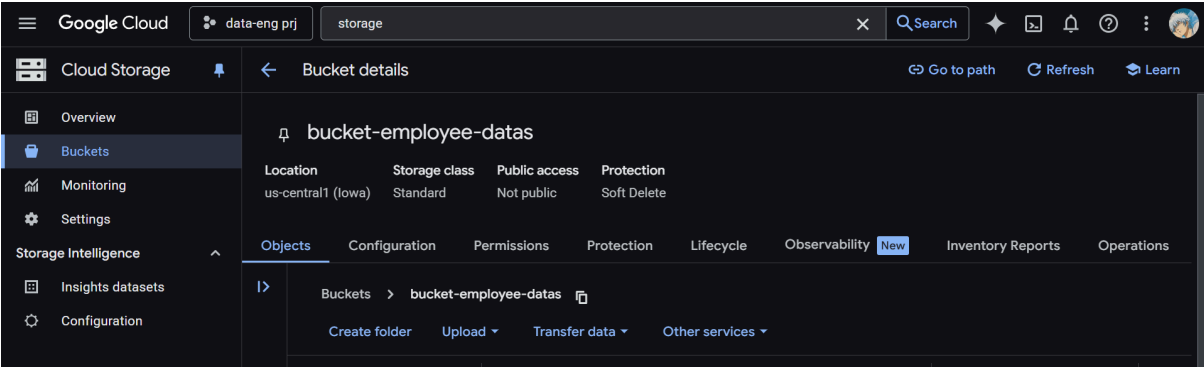 Google Cloud data-eng prj storage Search
Cloud Storage
Bucket details Go to path Refresh Learn
Overview
Buckets
Monitoring
Settings
Storage Intelligence
Insights datasets
Configuration
bucket-employee-datas
Location Storage class Public access Protection
us-central1 (Iowa) Standard Not public Soft Delete
Objects Configuration Permissions Protection Lifecycle Observability New Inventory Reports Operations
Buckets > bucket-employee-datas
Create folder Upload Transfer data Other services